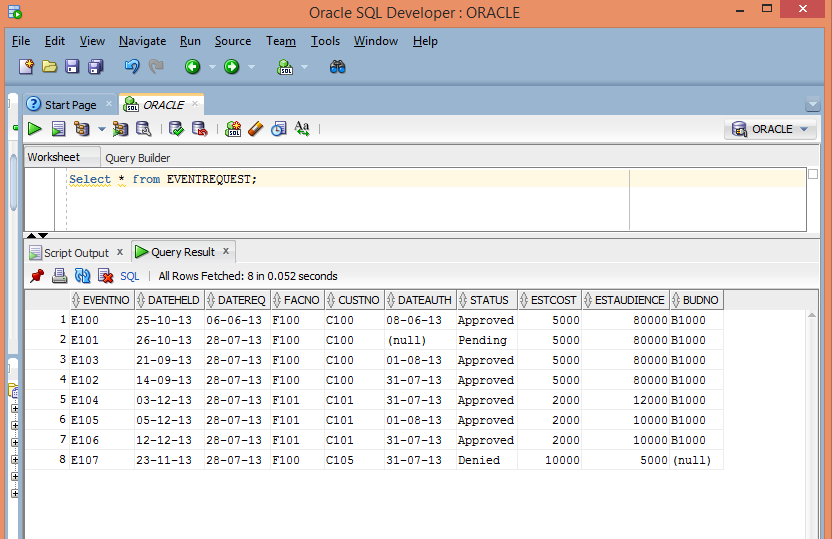 Oracle SQL Developer : ORACLE
File Edit View Navigate Run Source Team Tools Window Help
SQL
? Start Page × SQL ORACLE ×
SQL Aa ORACLE
Worksheet Query Builder
Select * from EVENTREQUEST;
Script Output x Query Result x
SQL | All Rows Fetched: 8 in 0.052 seconds
EVENTNO DATEHELD DATEREQ FACNO CUSTNO DATEAUTH STATUS ESTCOST ESTAUDIENCE BUDNO
1 E100 25-10-13 06-06-13 F100 C100 08-06-13 Approved 5000 80000 B1000
2 E101 26-10-13 28-07-13 F100 C100 (null) Pending 5000 80000 B1000
3 E103 21-09-13 28-07-13 F100 C100 01-08-13 Approved 5000 80000 B1000
4 E102 14-09-13 28-07-13 F100 C100 31-07-13 Approved 5000 80000 B1000
5 E104 03-12-13 28-07-13 F101 C101 31-07-13 Approved 2000 12000 B1000
6 E105 05-12-13 28-07-13 F101 C101 01-08-13 Approved 2000 10000 B1000
7 E106 12-12-13 28-07-13 F101 C101 31-07-13 Approved 2000 10000 B1000
8 E107 23-11-13 28-07-13 F100 C105 31-07-13 Denied 10000 5000 (null)